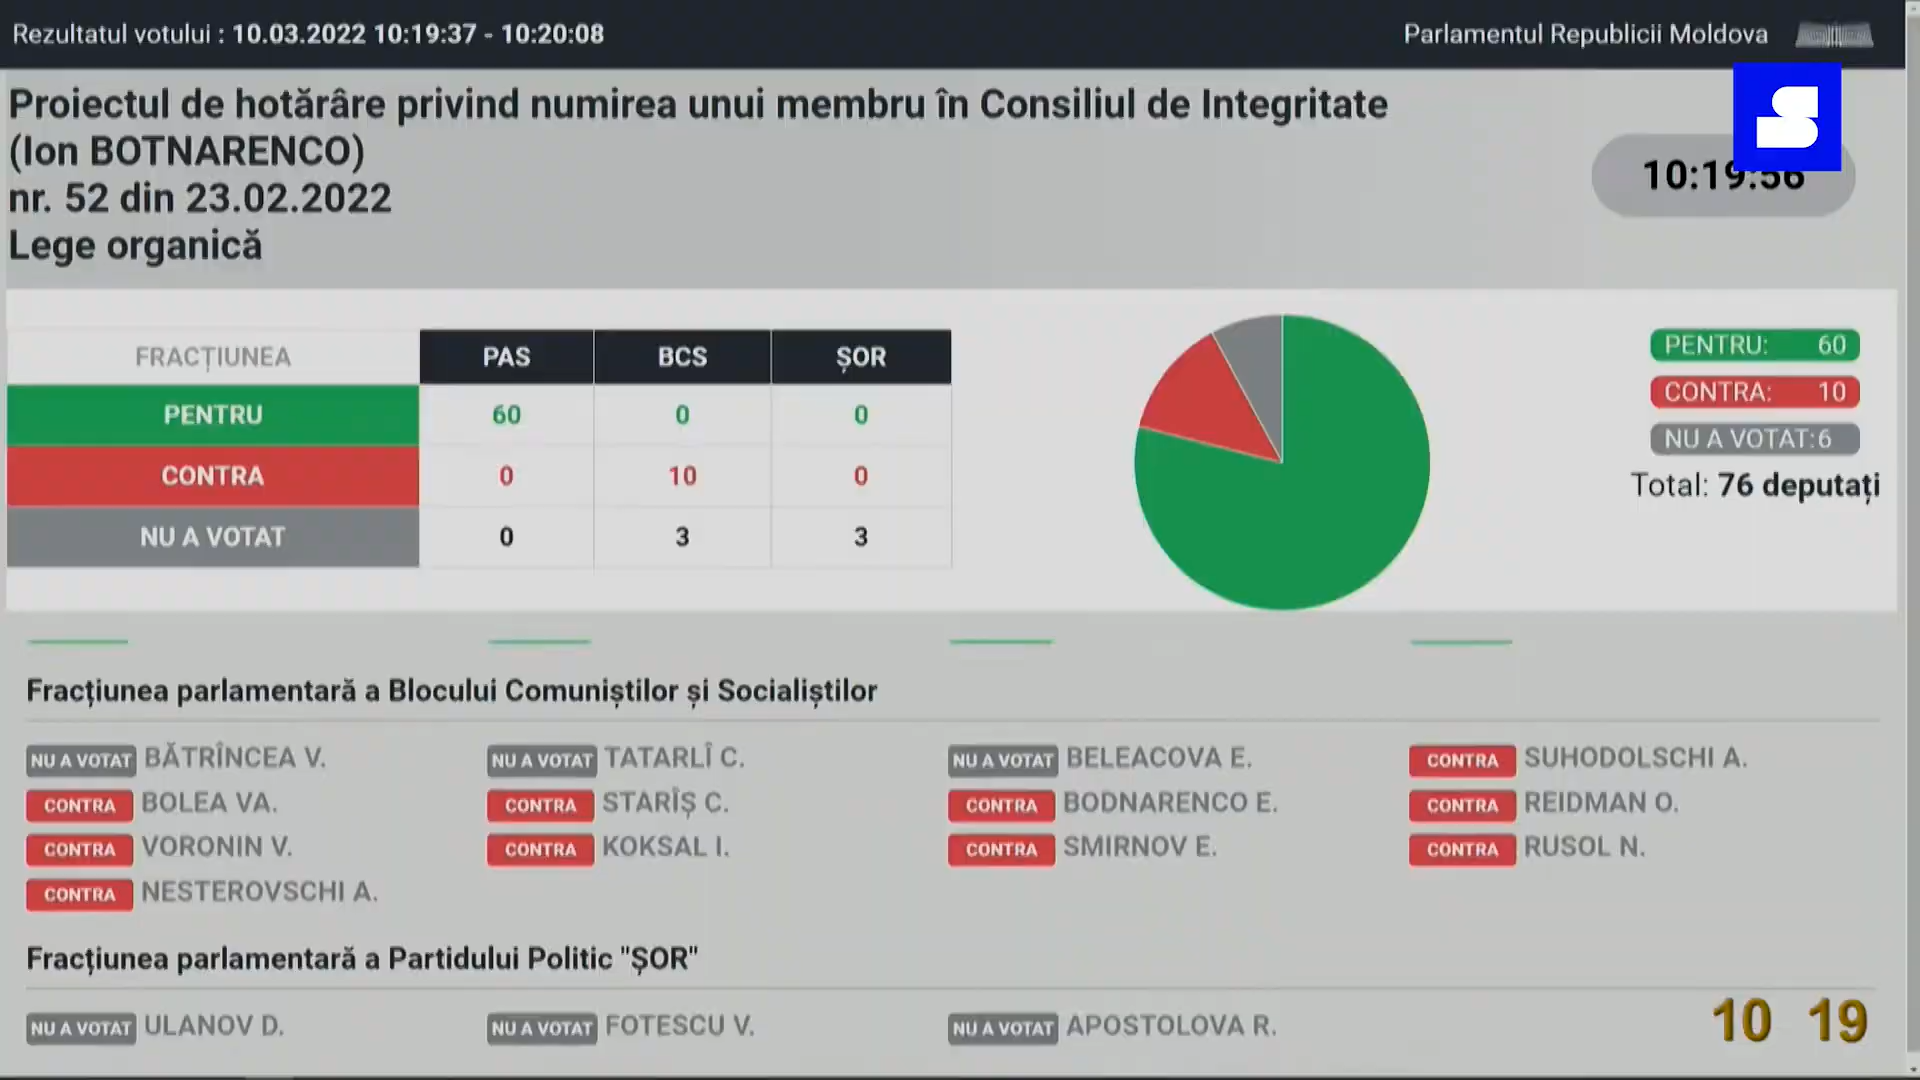 Rezultatul votului : 10.03.2022 10:19:37 - 10:20:08
Parlamentul Republicii Moldova
Proiectul de hotărâre privind numirea unui membru în Consiliul de Integritate
(Ion BOTNARENCO)
nr. 52 din 23.02.2022
Lege organică
10:19:56
FRACȚIUNEA PAS BCS ȘOR
PENTRU 60 0 0
CONTRA 0 10 0
NU A VOTAT 0 3 3
PENTRU: 60
CONTRA: 10
NU A VOTAT:6
Total: 76 deputați
Fracțiunea parlamentară a Blocului Comuniștilor și Socialiștilor
NU A VOTAT BĂTRÎNCEA V. NU A VOTAT TATARLÎ C. NU A VOTAT BELEACOVA E. CONTRA SUHODOLSCHI A.
CONTRA BOLEA VA. CONTRA STARÎȘ C. CONTRA BODNARENCO E. CONTRA REIDMAN O.
CONTRA VORONIN V. CONTRA KOKSAL I. CONTRA SMIRNOV E. CONTRA RUSOL N.
CONTRA NESTEROVSCHI A.
Fracțiunea parlamentară a Partidului Politic "ȘOR"
NU A VOTAT ULANOV D. NU A VOTAT FOTESCU V. NU A VOTAT APOSTOLOVA R.
10 19